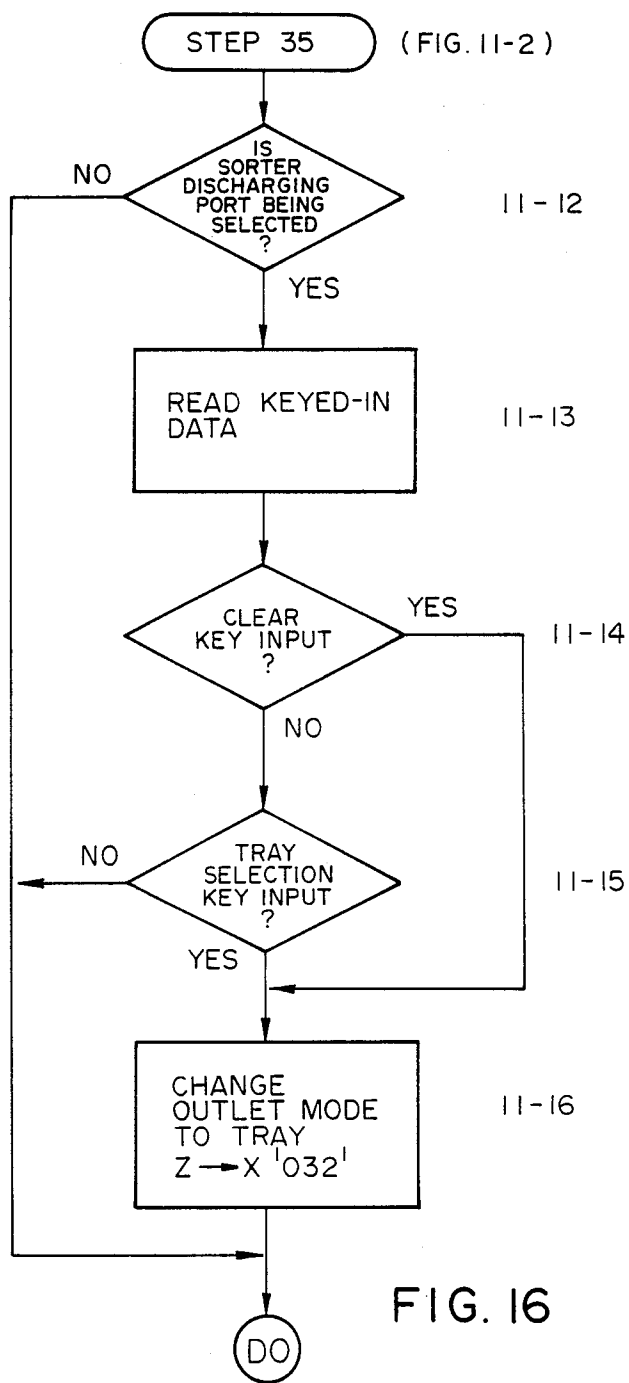 STEP 35 (FIG. 11-2)
IS
SORTER
DISCHARGING
PORT BEING
SELECTED
?
NO
11-12
YES
READ KEYED-IN
DATA
11-13
CLEAR
KEY INPUT
?
YES
11-14
NO
NO
TRAY
SELECTION
KEY INPUT
?
11-15
YES
CHANGE
OUTLET MODE
TO TRAY
Z → X '032'
11-16
FIG. 16
DO